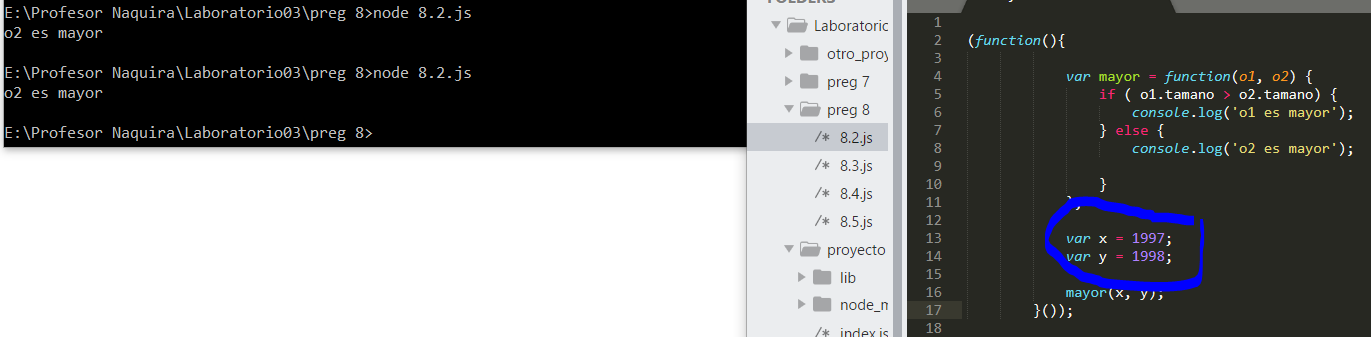 E:\Profesor Naquira\Laboratorio03\preg 8>node 8.2.js
o2 es mayor
E:\Profesor Naquira\Laboratorio03\preg 8>node 8.2.js
o2 es mayor
E:\Profesor Naquira\Laboratorio03\preg 8>
FOLDERS
Laboratorio
otro_proy
preg 7
preg 8
/* 8.2.js
/* 8.3.js
/* 8.4.js
/* 8.5.js
proyecto
lib
node_m
/* index.js
1
2 (function(){
3
4 var mayor = function(o1, o2) {
5 if ( o1.tamano > o2.tamano) {
6 console.log('o1 es mayor');
7 } else {
8 console.log('o2 es mayor');
9
10 }
11 };
12
13 var x = 1997;
14 var y = 1998;
15
16 mayor(x, y);
17 }());
18